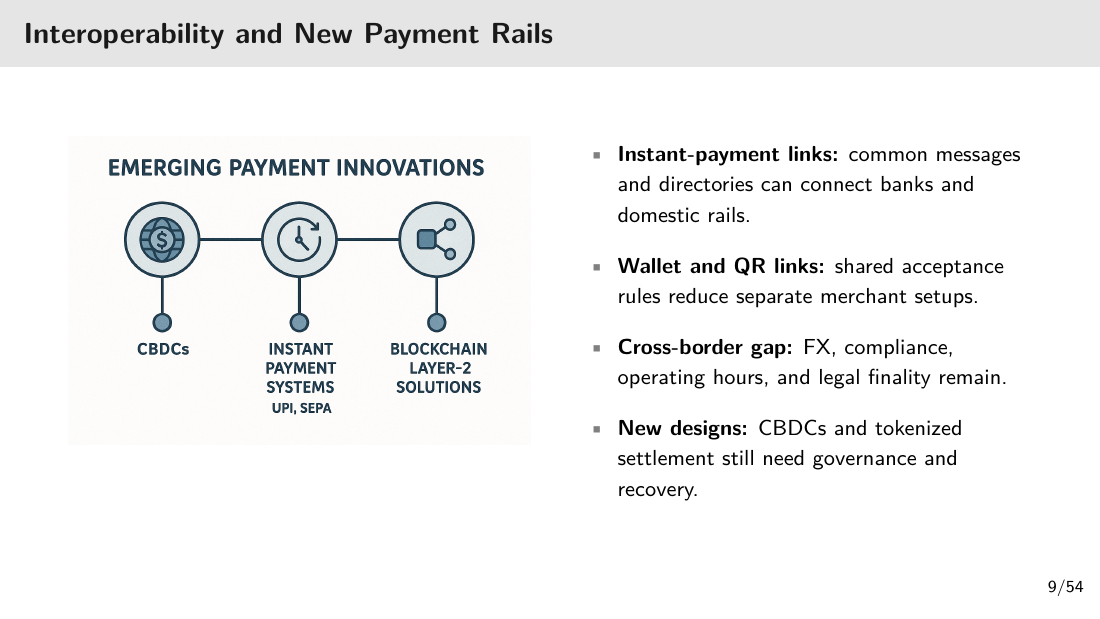 Interoperability and New Payment Rails
EMERGING PAYMENT INNOVATIONS
$
CBDCs
INSTANT
PAYMENT
SYSTEMS
UPI, SEPA
BLOCKCHAIN
LAYER-2
SOLUTIONS
Instant-payment links: common messages
and directories can connect banks and
domestic rails.
Wallet and QR links: shared acceptance
rules reduce separate merchant setups.
Cross-border gap: FX, compliance,
operating hours, and legal finality remain.
New designs: CBDCs and tokenized
settlement still need governance and
recovery.
9/54